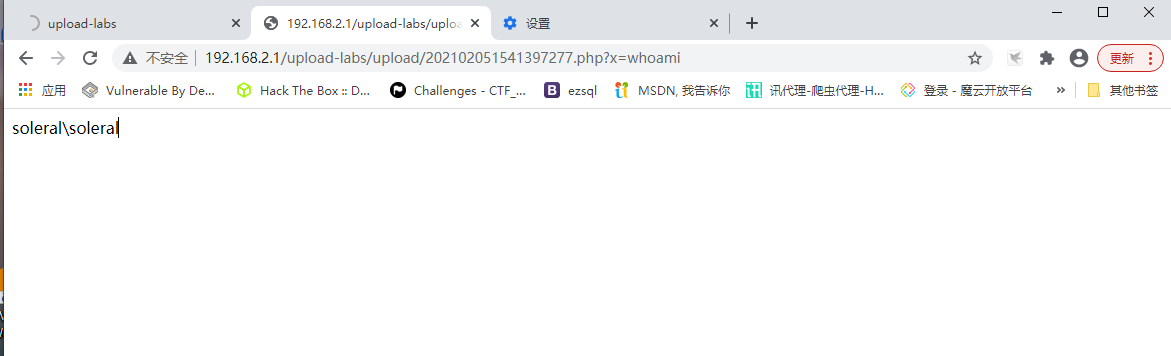 upload-labs
192.168.2.1/upload-labs/uploa
设置
不安全 192.168.2.1/upload-labs/upload/202102051541397277.php?x=whoami
更新
应用 Vulnerable By De... Hack The Box :: D... Challenges - CTF_... B ezsql MSDN, 我告诉你 讯代理-爬虫代理-H... 登录 - 魔云开放平台 » 其他书签
soleral\soleral